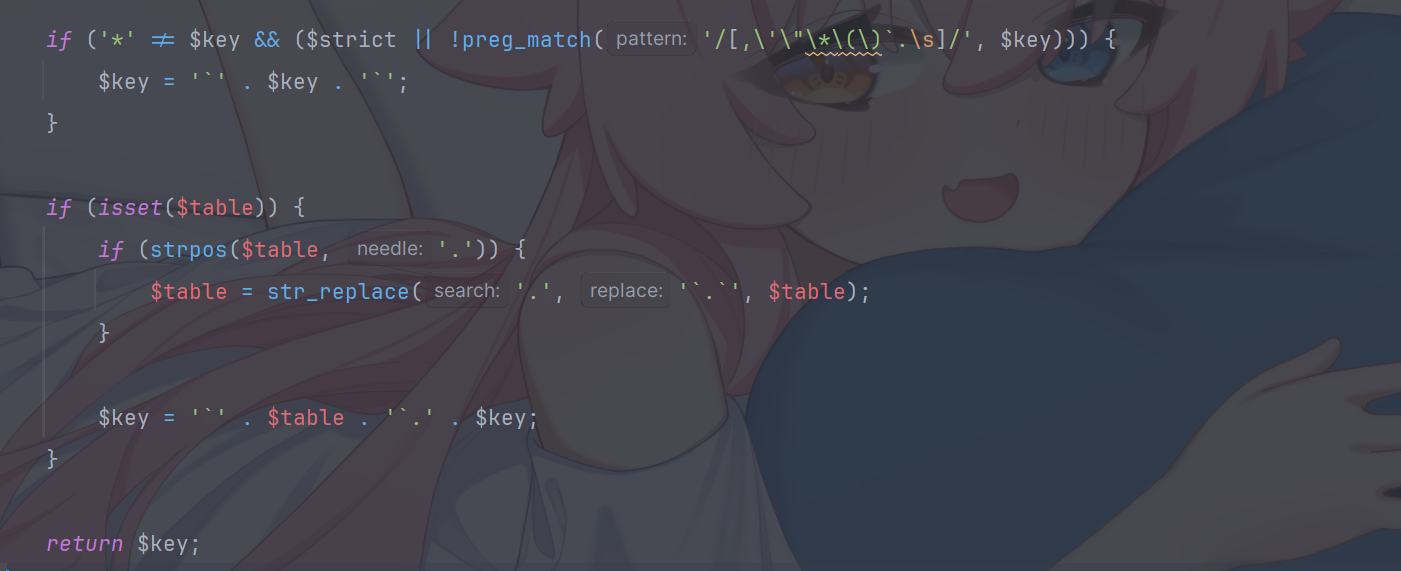 if ('*' != $key && ($strict || !preg_match( pattern: '/[,\'\"\*\(\)`.\s]/', $key))) {
$key = '`' . $key . '`';
}
if (isset($table)) {
if (strpos($table, needle: '.')) {
$table = str_replace( search: '.', replace: '`.`', $table);
}
$key = '`' . $table . '`.' . $key;
}
return $key;